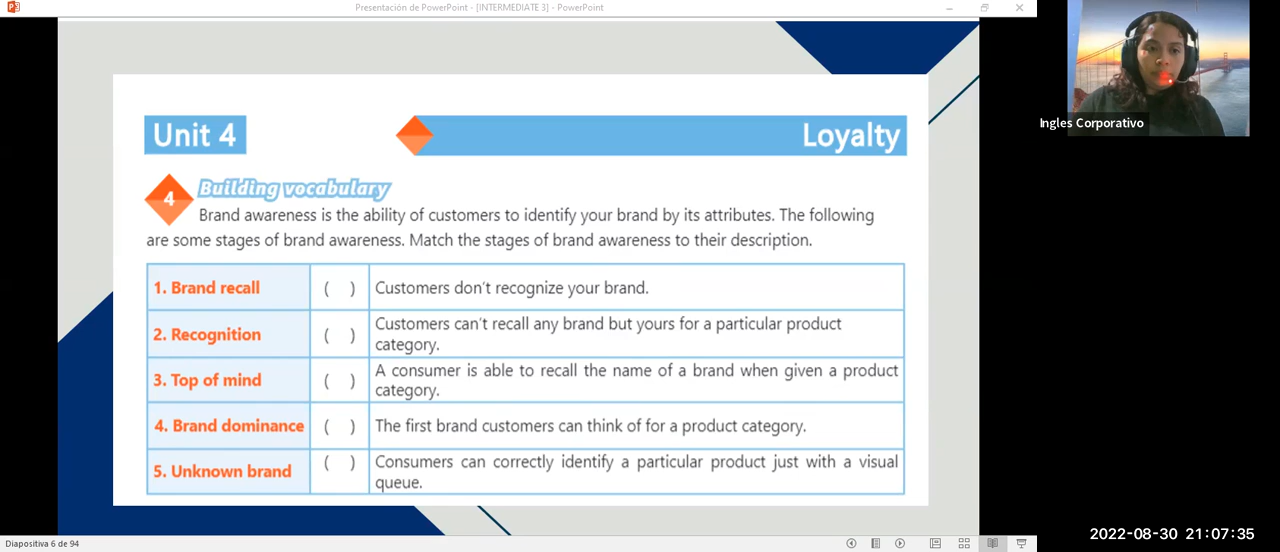 Presentación de PowerPoint - [INTERMEDIATE 3] - PowerPoint
Unit 4
Loyalty
4
Building vocabulary
Brand awareness is the ability of customers to identify your brand by its attributes. The following
are some stages of brand awareness. Match the stages of brand awareness to their description.
1. Brand recall ( ) Customers don't recognize your brand.
2. Recognition ( ) Customers can't recall any brand but yours for a particular product
category.
3. Top of mind ( ) A consumer is able to recall the name of a brand when given a product
category.
4. Brand dominance ( ) The first brand customers can think of for a product category.
5. Unknown brand ( ) Consumers can correctly identify a particular product just with a visual
queue.
Diapositiva 6 de 94
Ingles Corporativo
2022-08-30 21:07:35